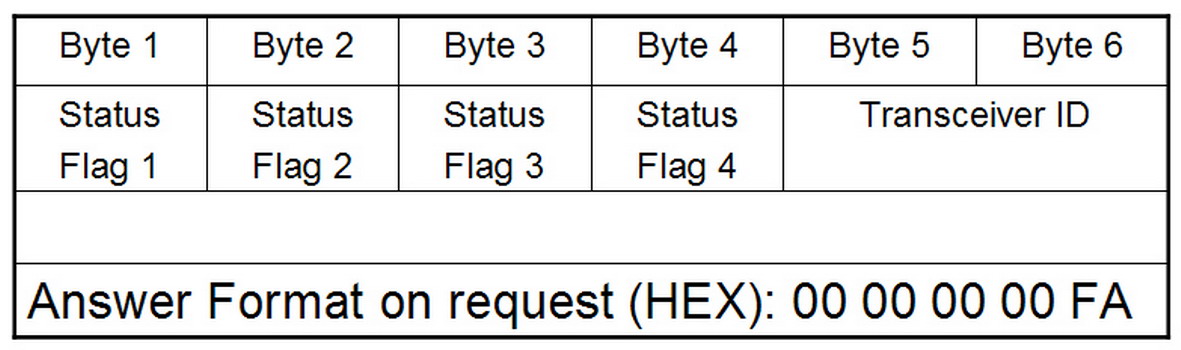 Byte 1 Byte 2 Byte 3 Byte 4 Byte 5 Byte 6
Status Status Status Status Transceiver ID
Flag 1 Flag 2 Flag 3 Flag 4
Answer Format on request (HEX): 00 00 00 00 FA